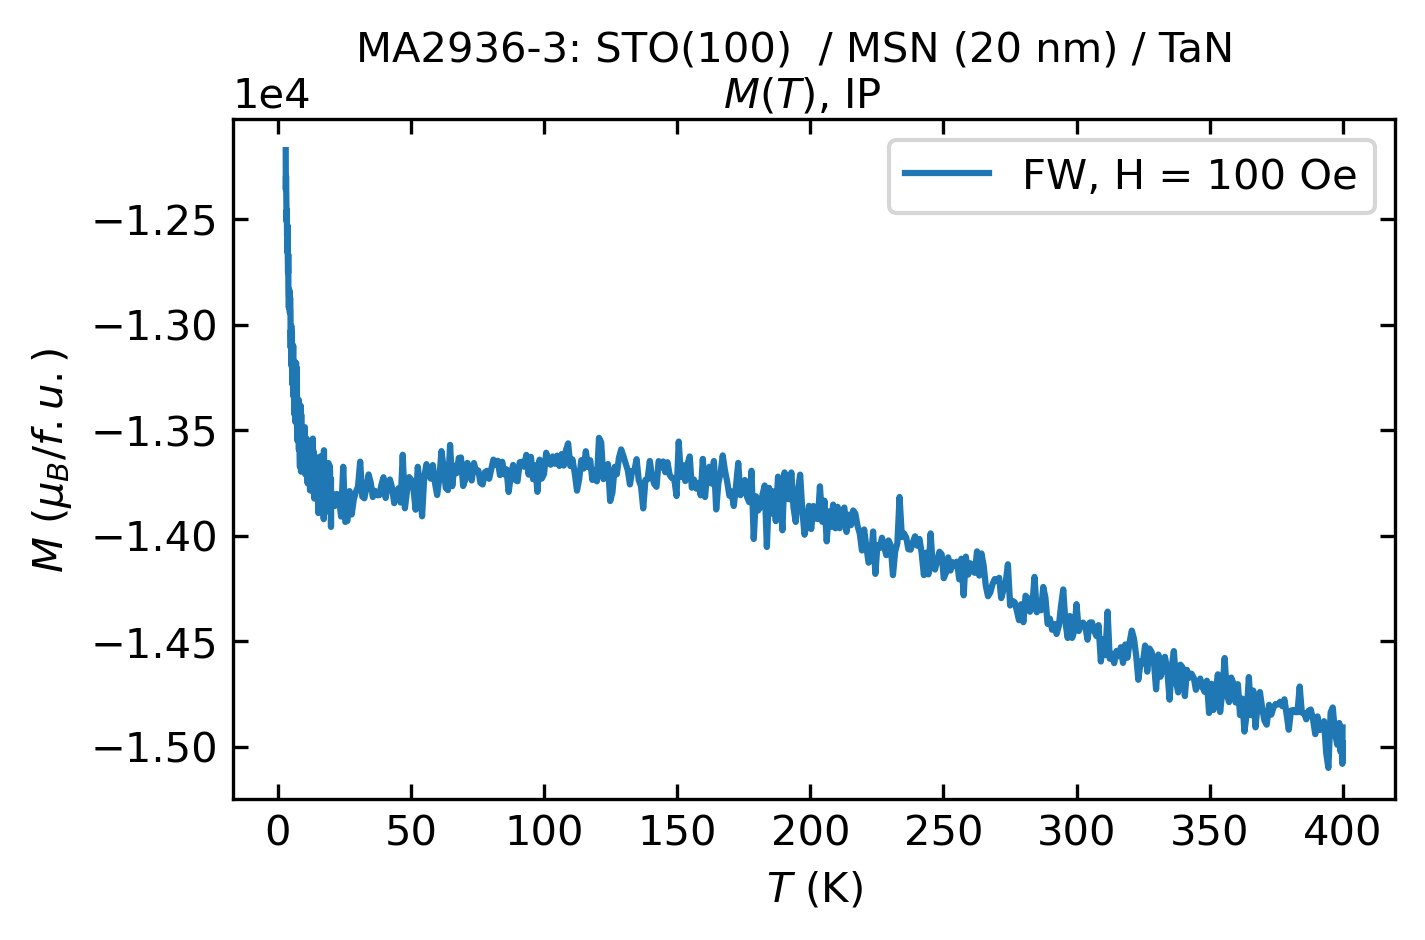 MA2936-3: STO(100)  / MSN (20 nm) / TaN
M(T), IP
1e4
FW, H = 100 Oe
M (μB/f. u. )
−1.25
−1.30
−1.35
−1.40
−1.45
−1.50
0 50 100 150 200 250 300 350 400
T (K)